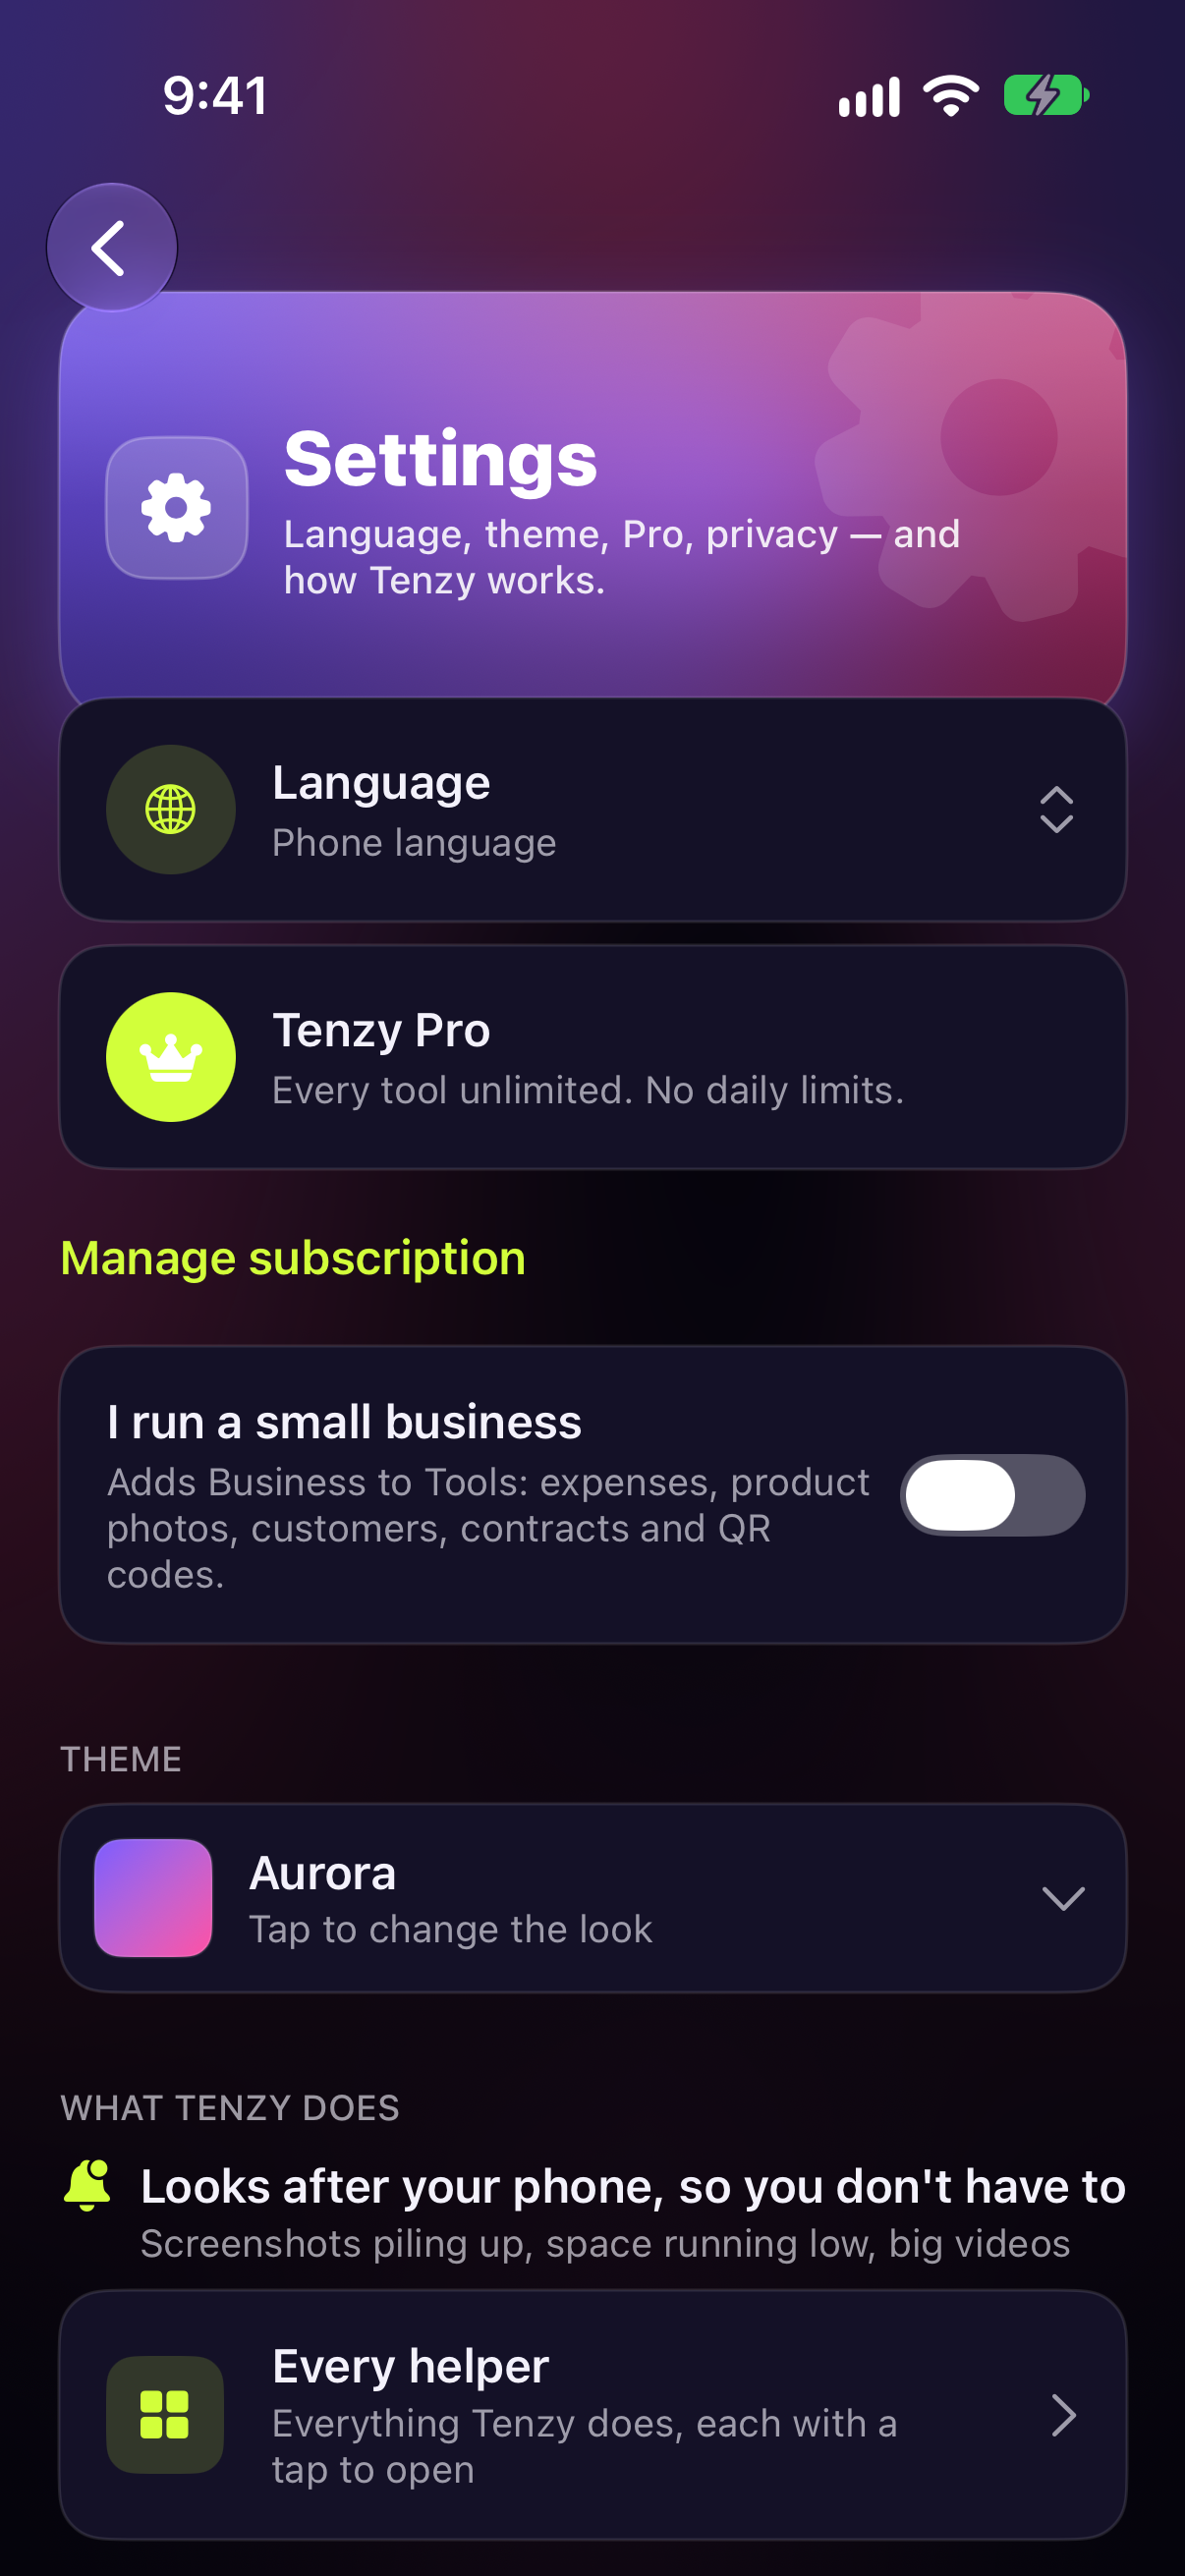 9:41
Settings
Language, theme, Pro, privacy — and
how Tenzy works.
Language
Phone language
Tenzy Pro
Every tool unlimited. No daily limits.
Manage subscription
I run a small business
Adds Business to Tools: expenses, product
photos, customers, contracts and QR
codes.
THEME
Aurora
Tap to change the look
WHAT TENZY DOES
Looks after your phone, so you don't have to
Screenshots piling up, space running low, big videos
Every helper
Everything Tenzy does, each with a
tap to open